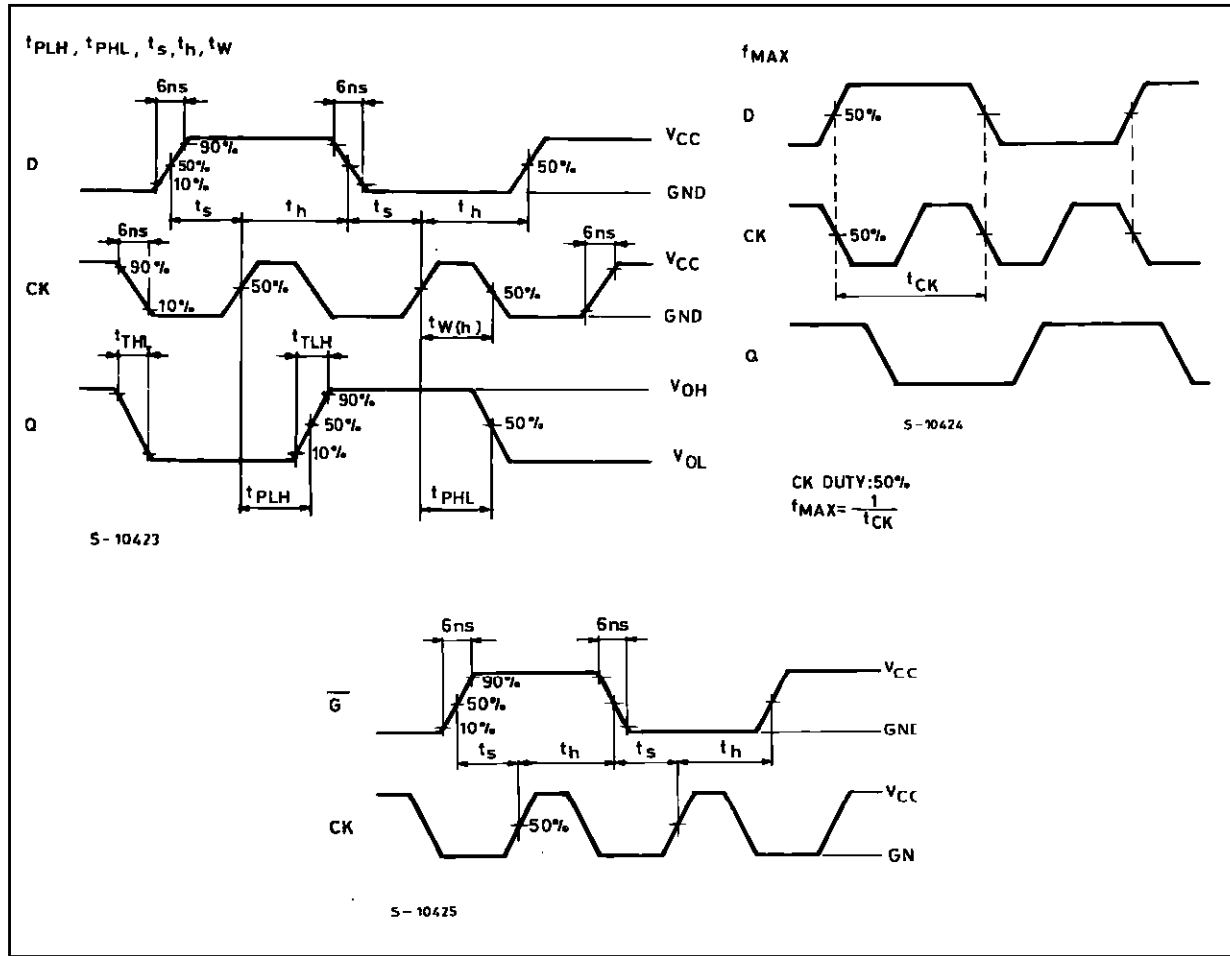 tPLH, tPHL, ts, th, tW
6ns
6ns
90%
50%
10%
D
50%
VCC
GND
ts
th
ts
th
6ns
6ns
90%
10%
CK
50%
50%
VCC
GND
tW(h)
tTHL
tTLH
90%
50%
10%
Q
50%
VOH
VOL
tPLH
tPHL
S-10423
fMAX
D
50%
CK
50%
tCK
Q
S-10424
CK DUTY:50%
fMAX= 1
tCK
6ns
6ns
G
90%
50%
10%
VCC
GND
ts
th
ts
th
CK
50%
VCC
GN
S-10425